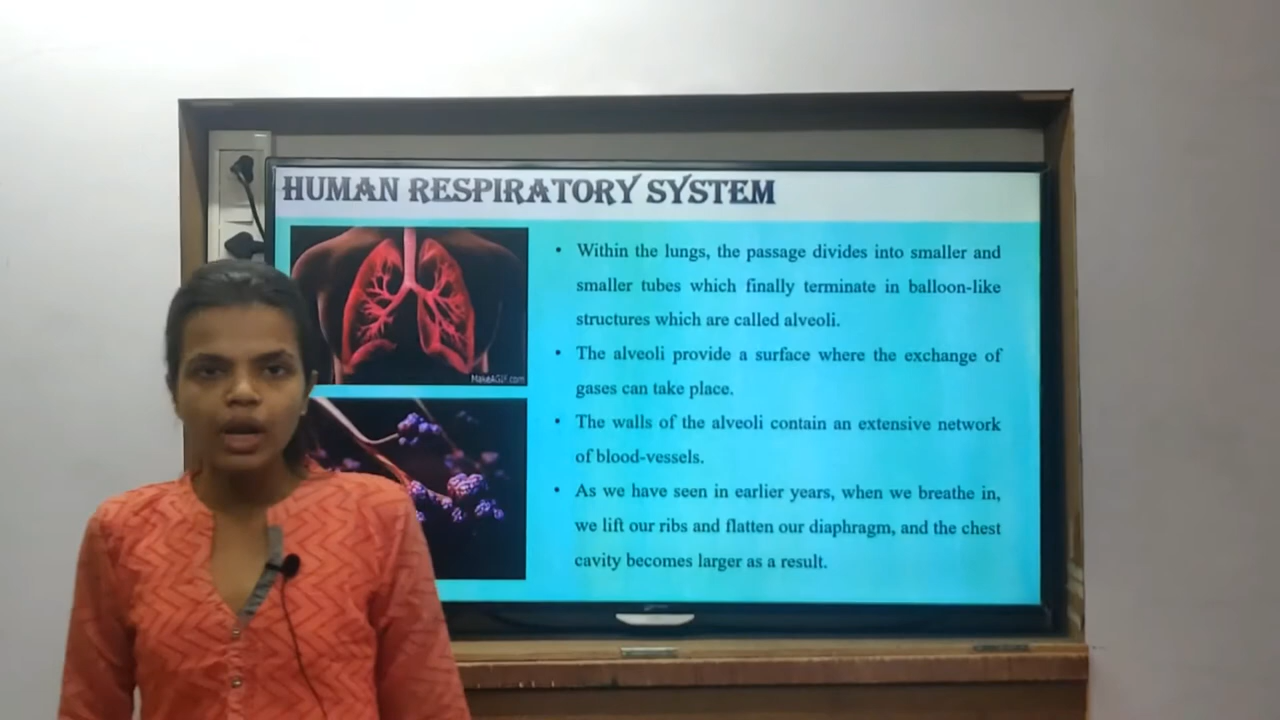 HUMAN RESPIRATORY SYSTEM
• Within the lungs, the passage divides into smaller and
smaller tubes which finally terminate in balloon-like
structures which are called alveoli.
• The alveoli provide a surface where the exchange of
gases can take place.
• The walls of the alveoli contain an extensive network
of blood-vessels.
• As we have seen in earlier years, when we breathe in,
we lift our ribs and flatten our diaphragm, and the chest
cavity becomes larger as a result.
MakeAGIF.com